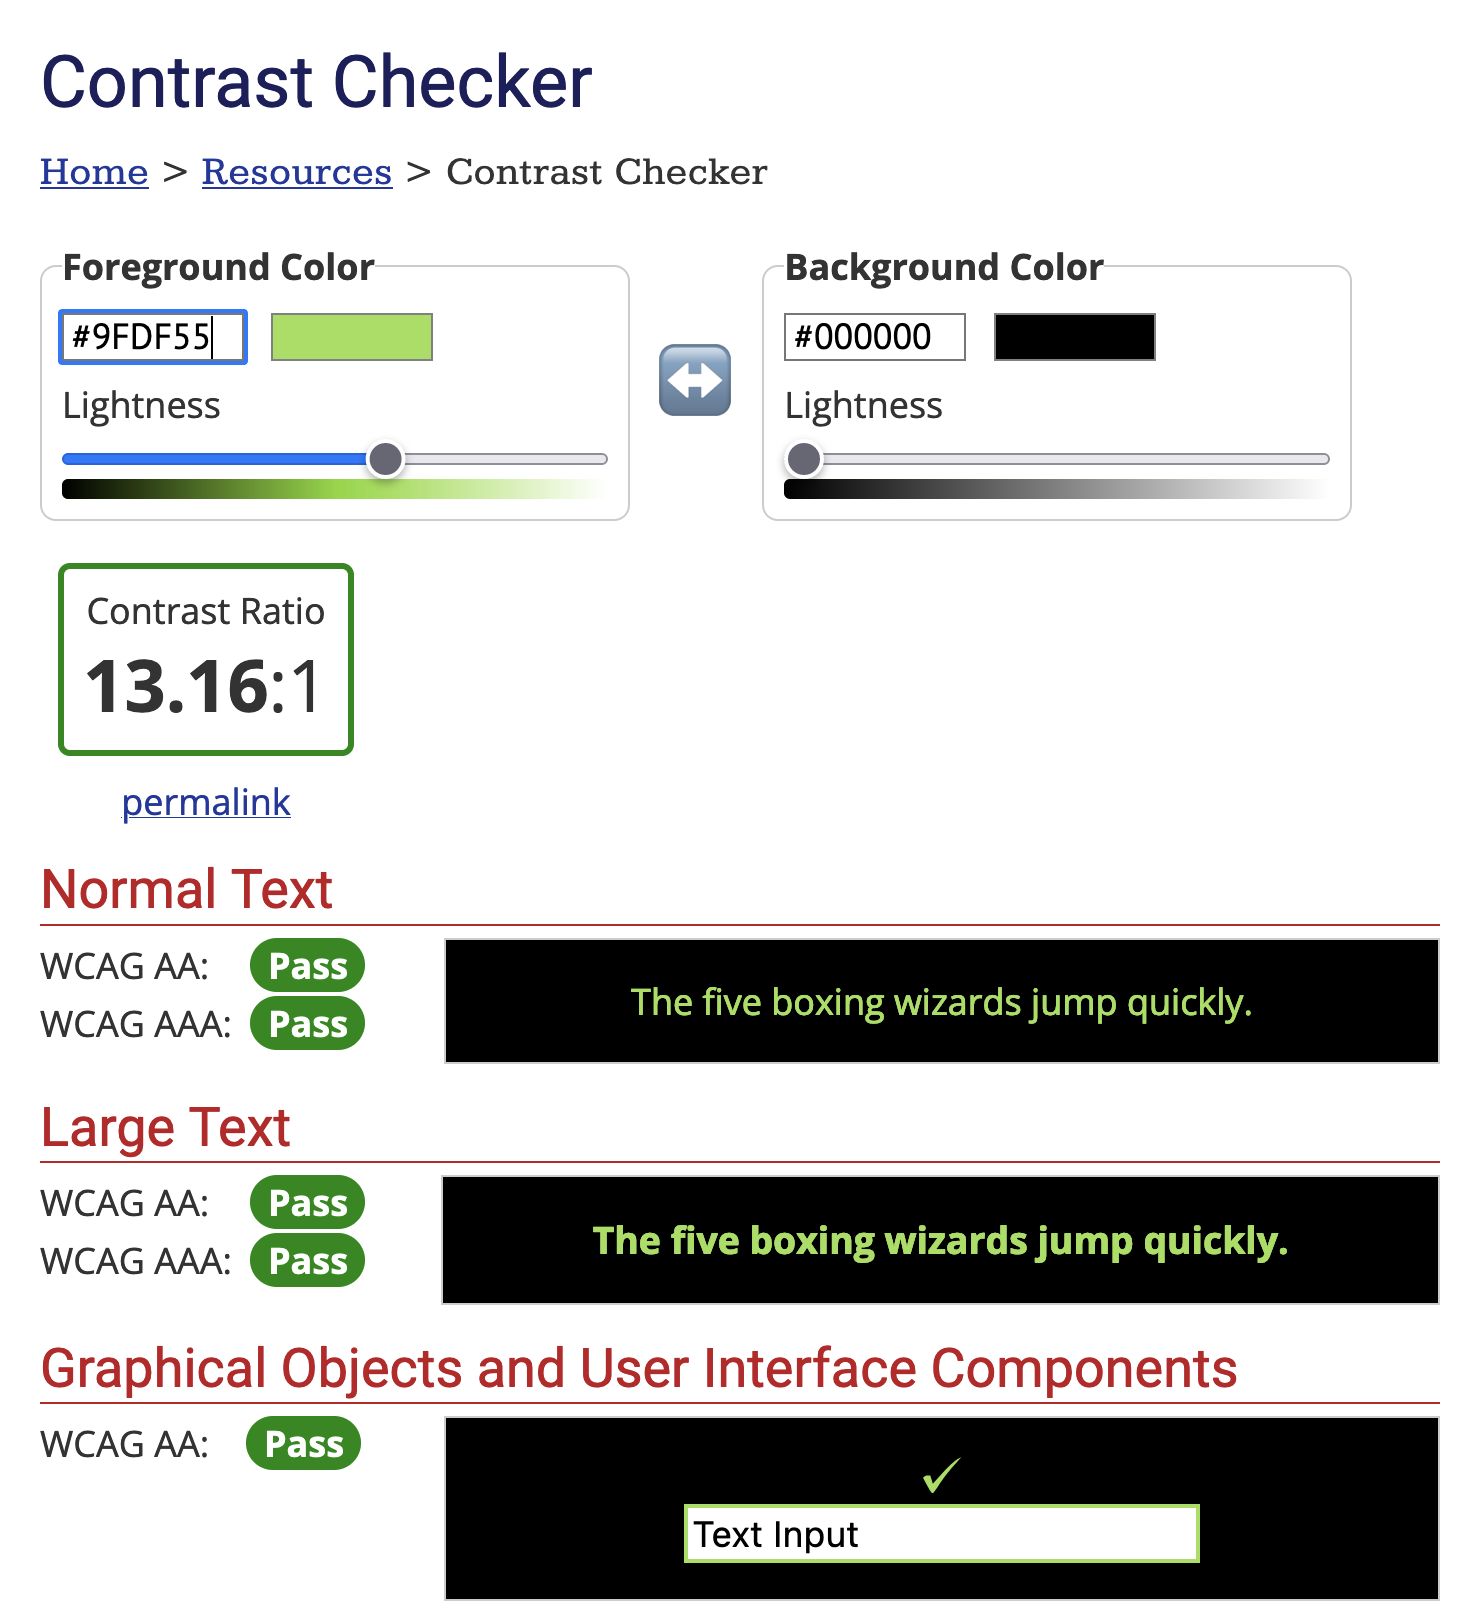 Contrast Checker
Home > Resources > Contrast Checker
Foreground Color
#9FDF55
Lightness
Background Color
#000000
Lightness
Contrast Ratio
13.16:1
permalink
Normal Text
WCAG AA: Pass
WCAG AAA: Pass
The five boxing wizards jump quickly.
Large Text
WCAG AA: Pass
WCAG AAA: Pass
The five boxing wizards jump quickly.
Graphical Objects and User Interface Components
WCAG AA: Pass
✓
Text Input